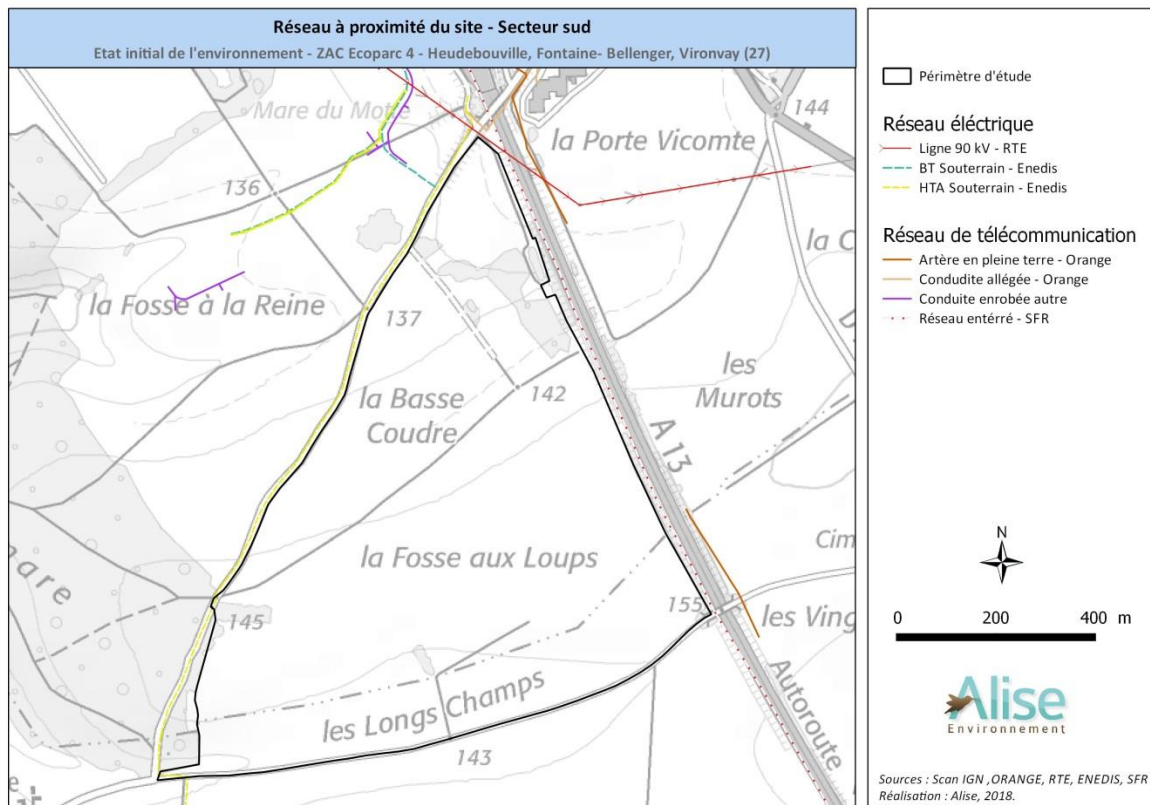 Réseau à proximité du site - Secteur sud
Etat initial de l'environnement - ZAC Ecoparc 4 - Heudebouville, Fontaine- Bellenger, Vironvay (27)
Mare du Motte
144
la Porte Vicomte
136
la C
la Fosse à la Reine
137
la Basse
Coudre
142
les
Murots
D
A 13
la Fosse aux Loups
Cim
pare
145
155
les Ving
les Longs Champs
143
Autoroute
e
Périmètre d'étude
Réseau éléctrique
Ligne 90 kV - RTE
BT Souterrain - Enedis
HTA Souterrain - Enedis
Réseau de télécommunication
Artère en pleine terre - Orange
Condudite allégée - Orange
Conduite enrobée autre
Réseau entérré - SFR
N
0 200 400 m
Alise
Environnement
Sources : Scan IGN ,ORANGE, RTE, ENEDIS, SFR
Réalisation : Alise, 2018.